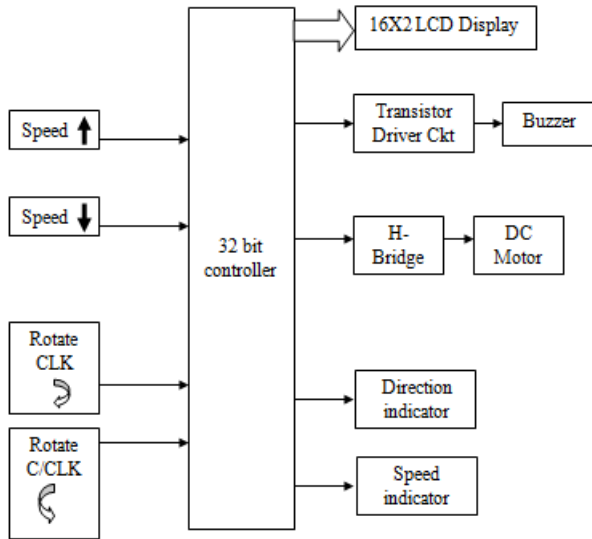 16X2 LCD Display
Speed
Transistor
Driver Ckt
Buzzer
Speed
32 bit
controller
H-
Bridge
DC
Motor
Rotate
CLK
Direction
indicator
Rotate
C/CLK
Speed
indicator